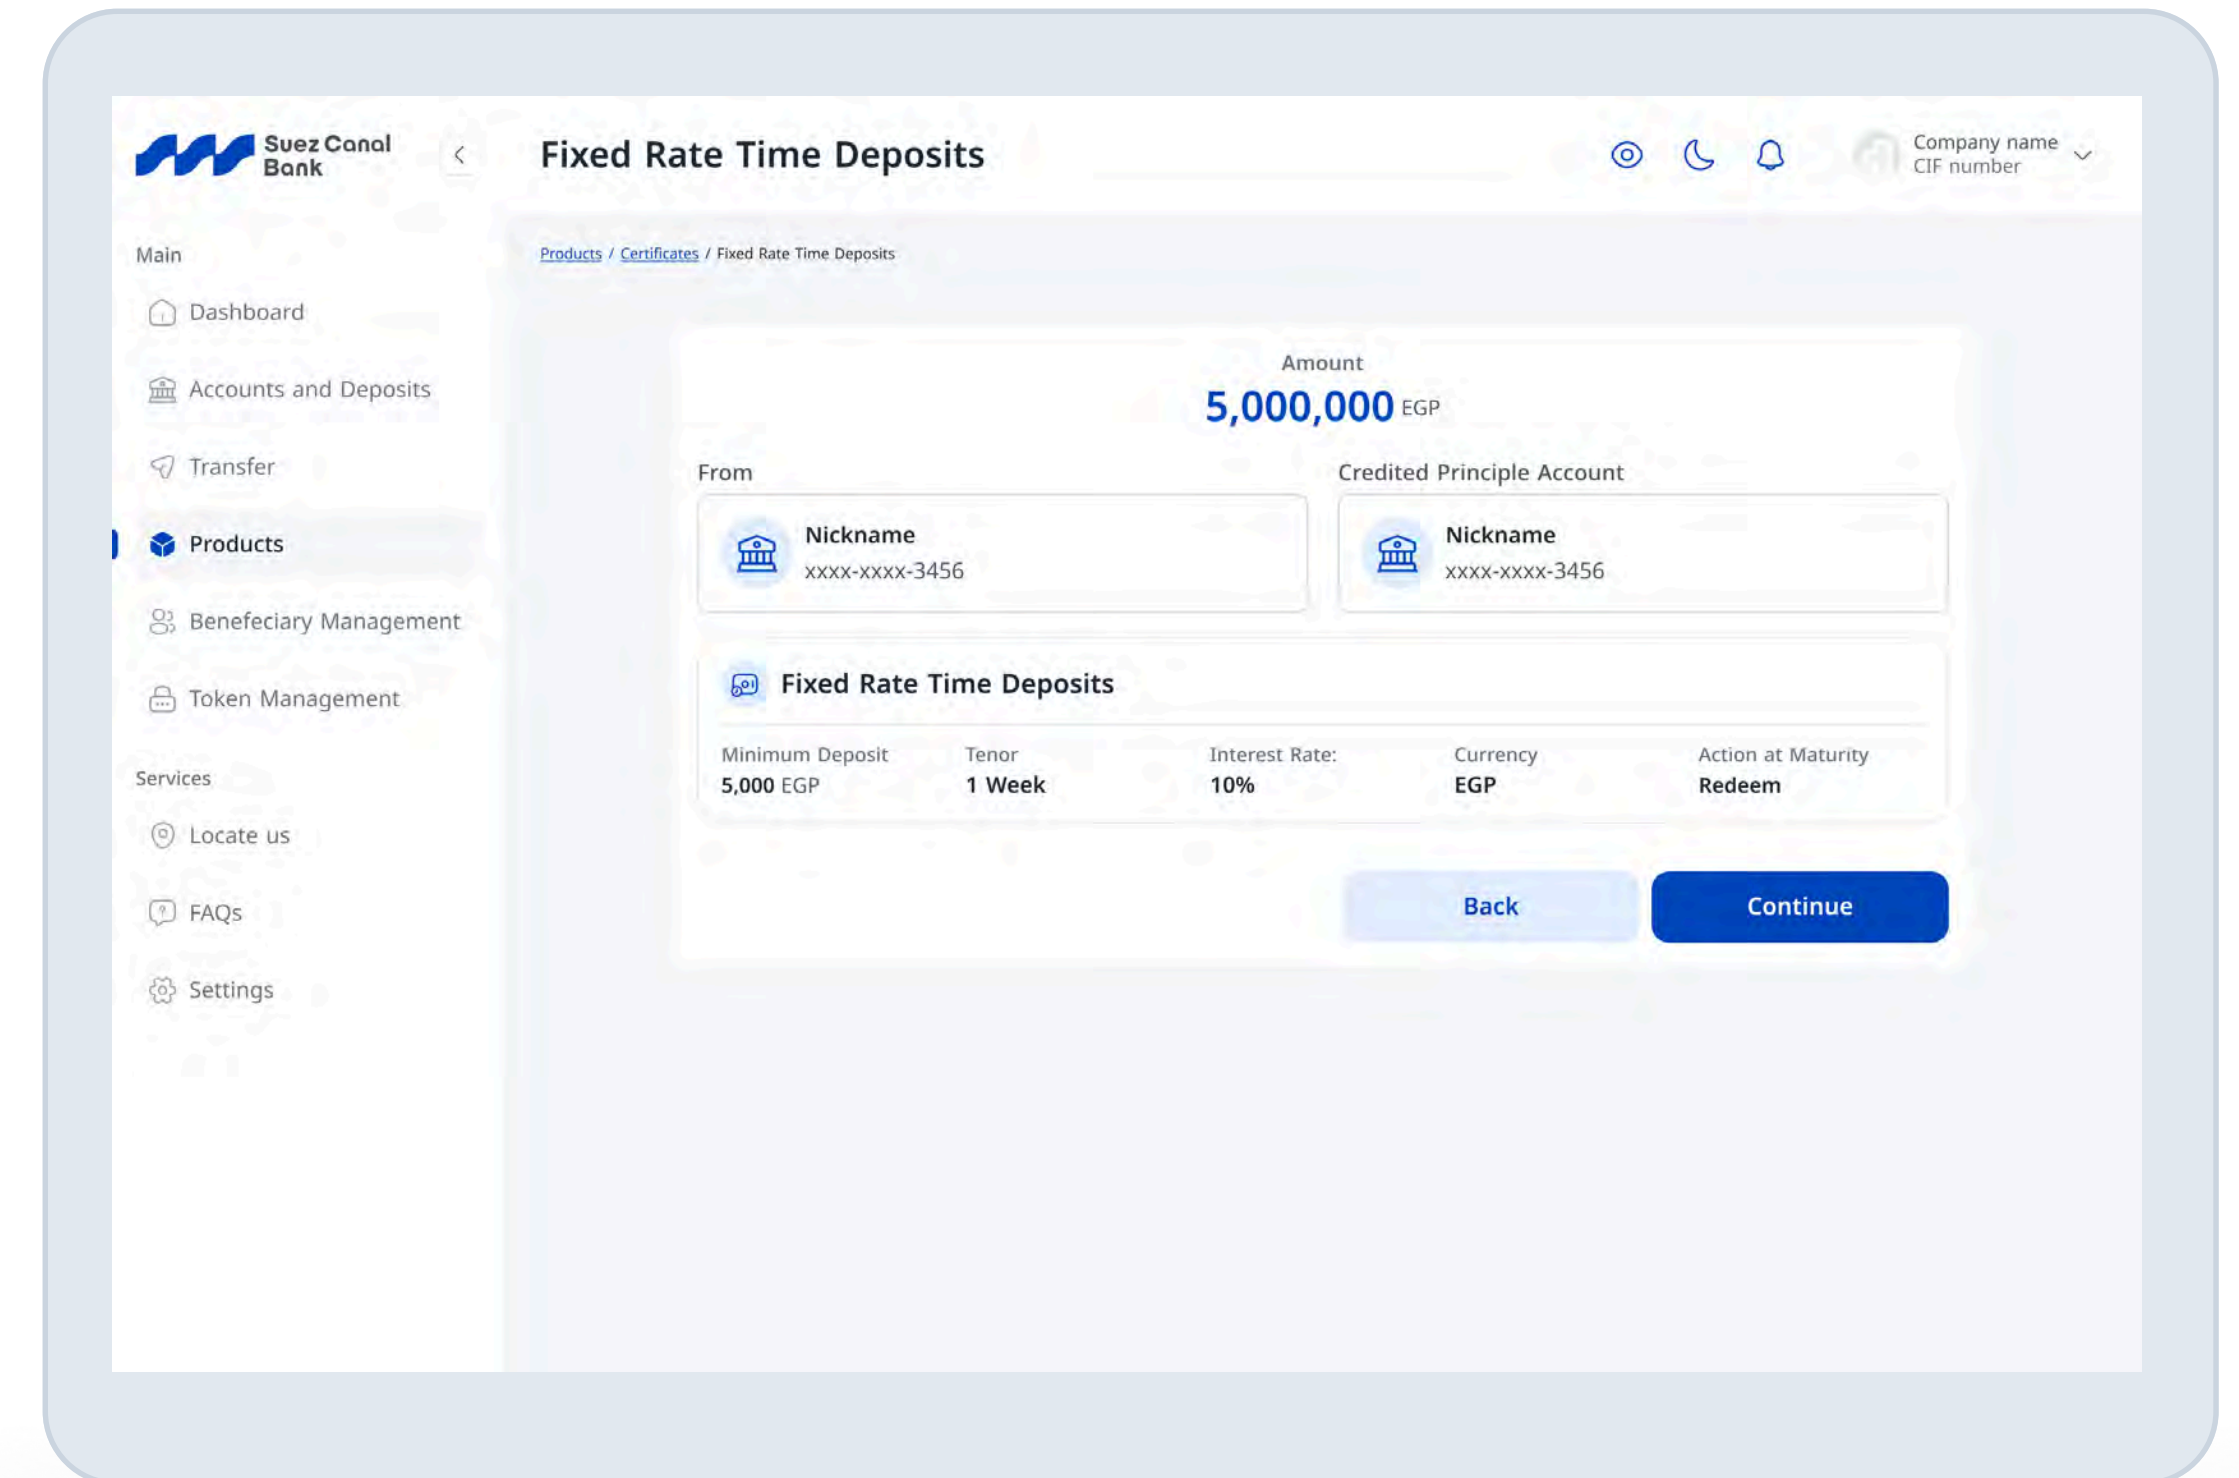 Suez Canal
Bank
Fixed Rate Time Deposits
Company name
CIF number
Main
Dashboard
Accounts and Deposits
Transfer
Products
Benefeciary Management
Token Management
Services
Locate us
FAQs
Settings
Products / Certificates / Fixed Rate Time Deposits
Amount
5,000,000 EGP
From
Nickname
xxxx-xxxx-3456
Credited Principle Account
Nickname
xxxx-xxxx-3456
Fixed Rate Time Deposits
Minimum Deposit
5,000 EGP
Tenor
1 Week
Interest Rate:
10%
Currency
EGP
Action at Maturity
Redeem
Back
Continue